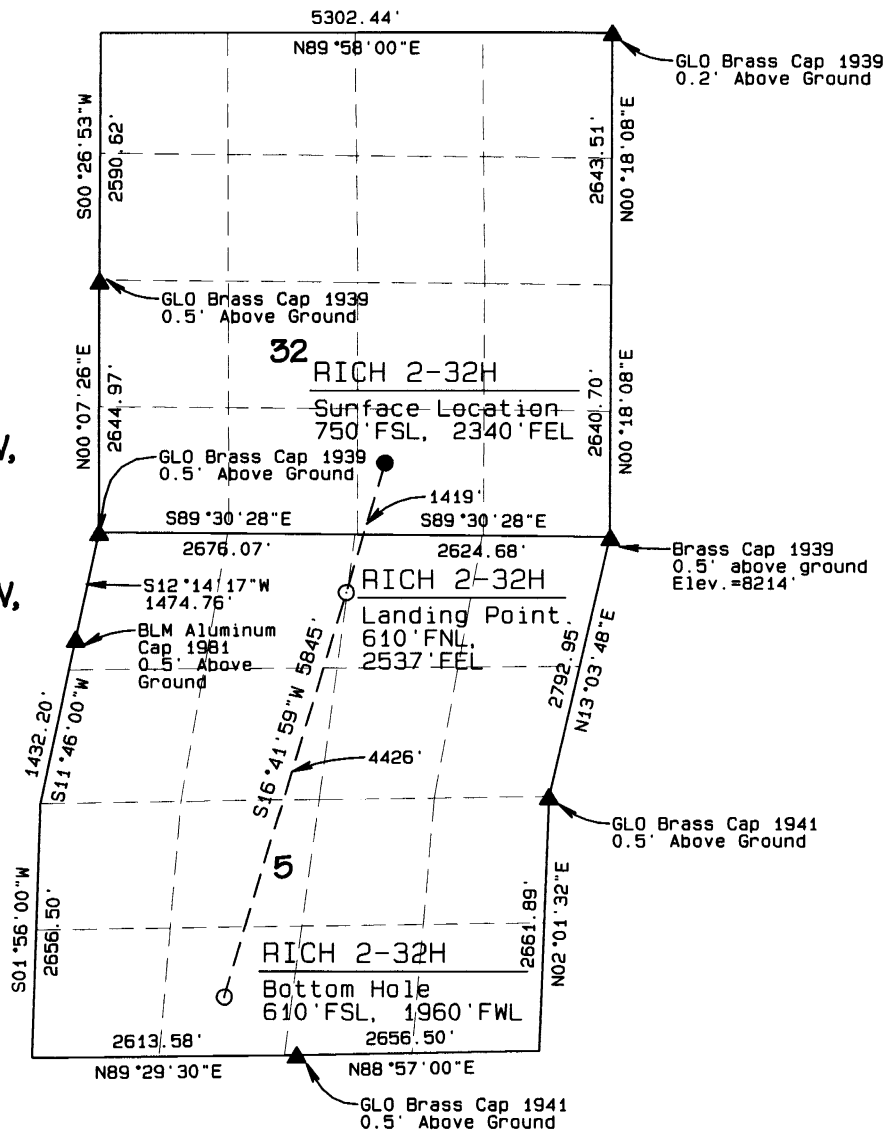 5302.44'
N89°58'00"E
GLO Brass Cap 1939
0.2' Above Ground
S00°26'53"W
2590.62'
2643.51'
N00°18'08"E
GLO Brass Cap 1939
0.5' Above Ground
32
RICH 2-32H
Surface Location
750'FSL, 2340'FEL
N00°07'26"E
2644.97'
2640.70'
N00°18'08"E
W,
GLO Brass Cap 1939
0.5' Above Ground
1419'
S89°30'28"E
S89°30'28"E
2676.07'
2624.68'
Brass Cap 1939
0.5' above ground
Elev.=8214'
S12°14'17"W
1474.76'
W,
RICH 2-32H
Landing Point.
610'FNL,
2537'FEL
BLM Aluminum
Cap 1981
0.5' Above
Ground
1432.20'
S11°46'00"W
S16°41'59"W 5845'
2792.95
N13°03'48"E
4426'
GLO Brass Cap 1941
0.5' Above Ground
5
S01°56'00"W
2656.50'
2661.89'
N02°01'32"E
RICH 2-32H
Bottom Hole
610'FSL, 1960'FWL
2613.58'
2656.50'
N89°29'30"E
N88°57'00"E
GLO Brass Cap 1941
0.5' Above Ground